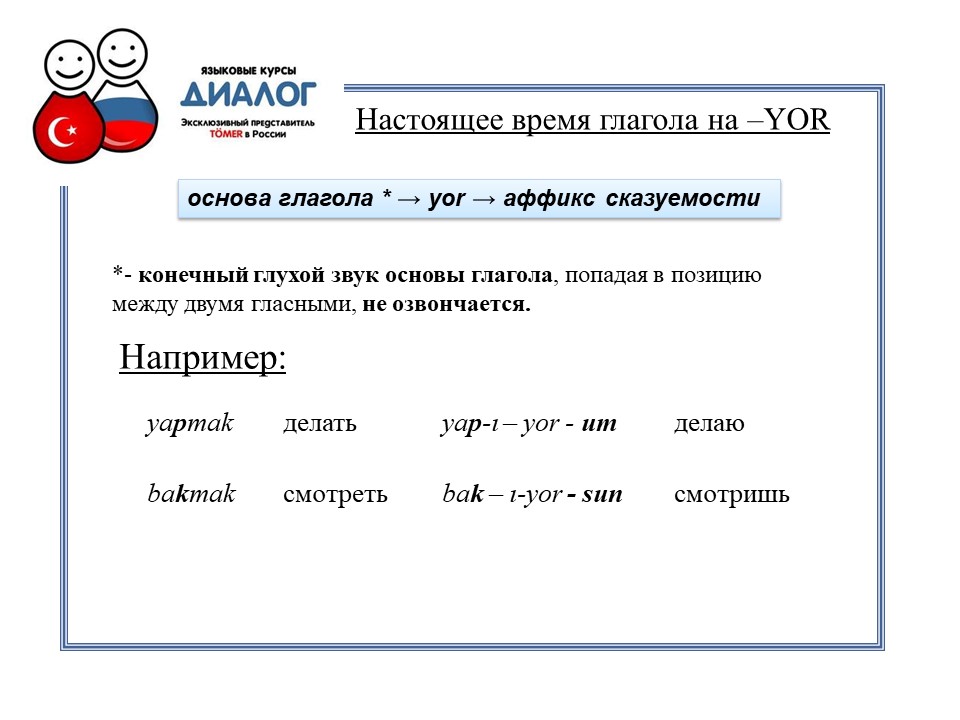 ЯЗЫКОВЫЕ КУРСЫ
ДИАЛОГ
Эксклюзивный представитель
TÖMER в России
Настоящее время глагола на –YOR
основа глагола * → yor → аффикс сказуемости
*- конечный глухой звук основы глагола, попадая в позицию
между двумя гласными, не озвончается.
Например:
yapmak делать yap-ı – yor - um делаю
bakmak смотреть bak – ı-yor - sun смотришь